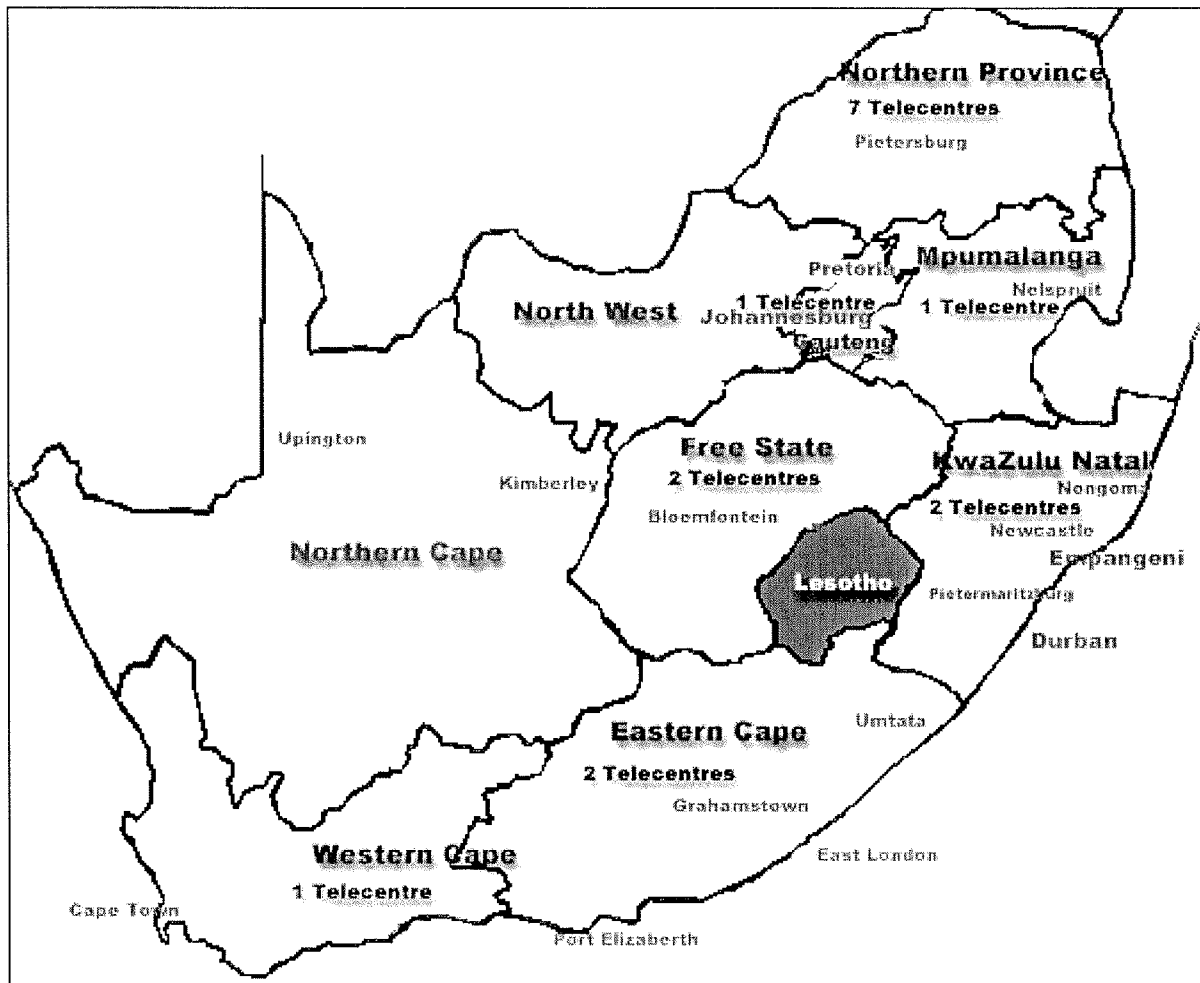 Northern Province
7 Telecentres
Pietersburg
Mpumalanga
Pretoria
Nelspruit
1 Telecentre
1 Telecentre
North West
Johannesburg
Gauteng
Upington
Free State
KwaZulu Natal
2 Telecentres
Kimberley
Nongoma
2 Telecentres
Bloemfontein
Newcastle
Northern Cape
Empangeni
Lesotho
Pietermaritzburg
Durban
Umtata
Eastern Cape
2 Telecentres
Grahamstown
Western Cape
East London
1 Telecentre
Cape Town
Port Elizaberth